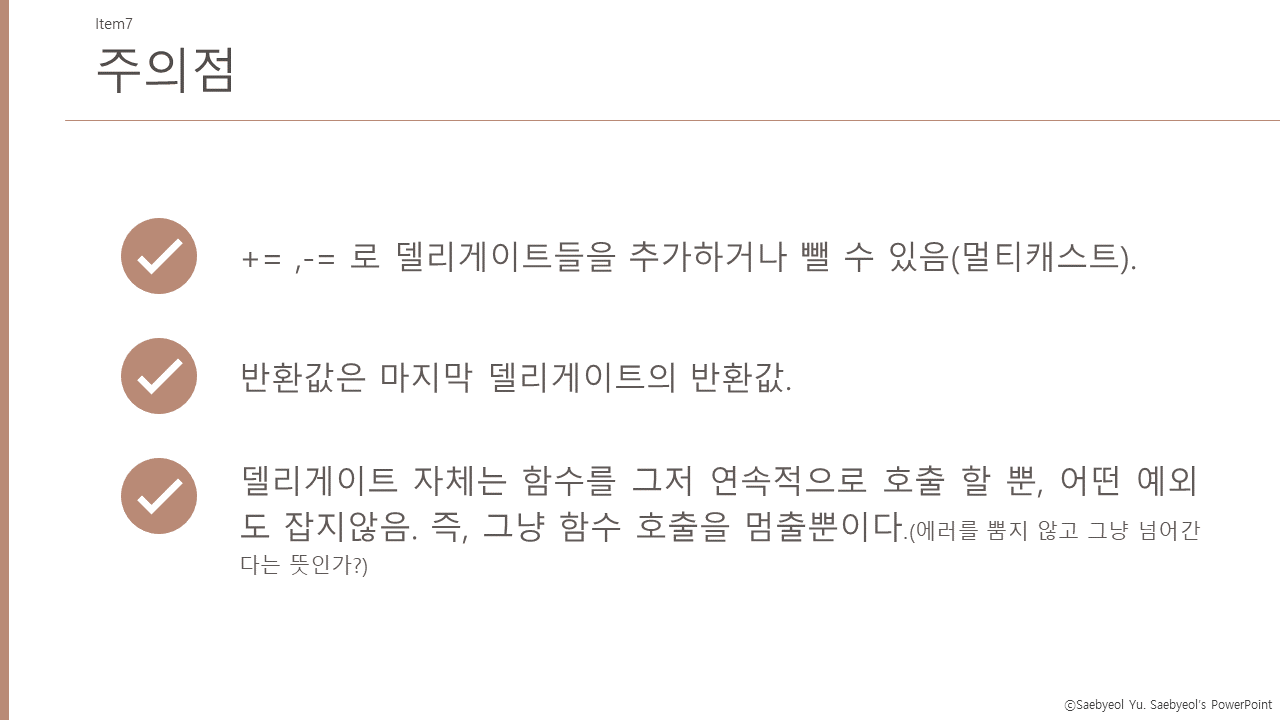 Item7
주의점
+= ,-= 로 델리게이트들을 추가하거나 뺄 수 있음(멀티캐스트).
반환값은 마지막 델리게이트의 반환값.
델리게이트 자체는 함수를 그저 연속적으로 호출 할 뿐, 어떤 예외
도 잡지않음. 즉, 그냥 함수 호출을 멈출뿐이다.(에러를 뿜지 않고 그냥 넘어간
다는 뜻인가?)
ⓒSaebyeol Yu. Saebyeol's PowerPoint